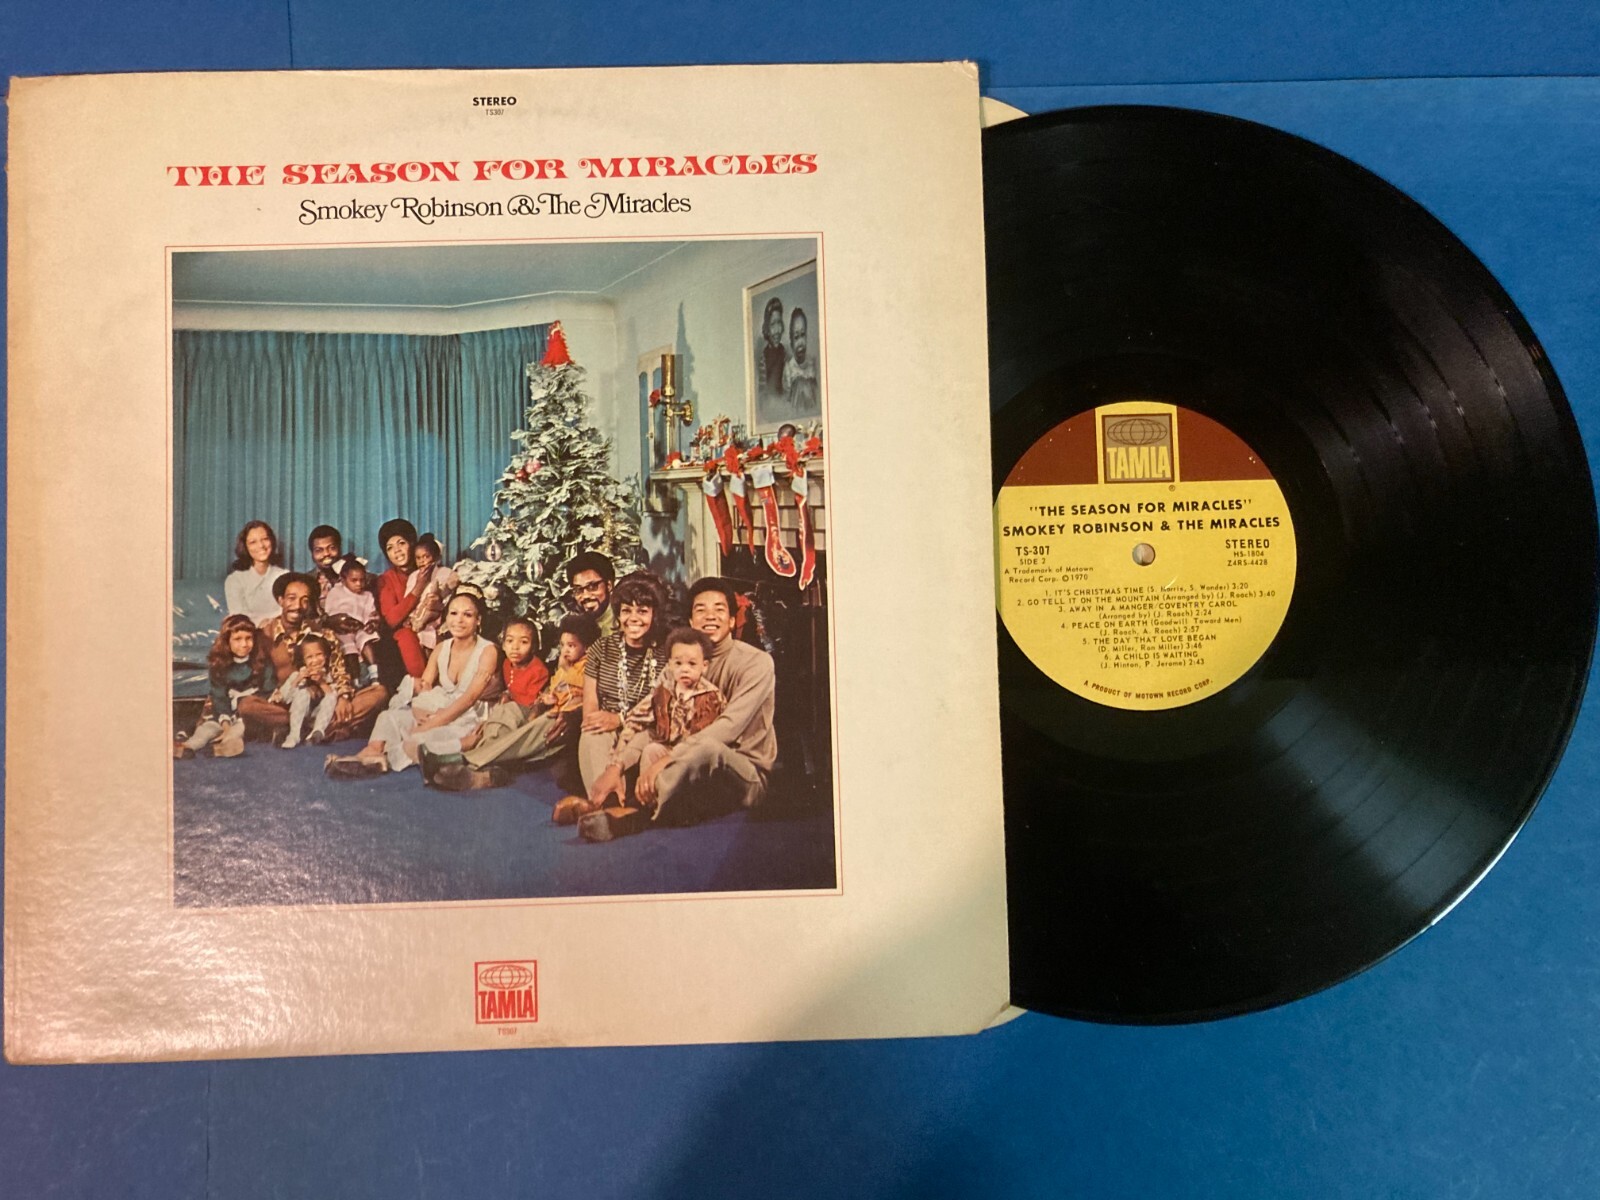 STEREO
TS307
THE SEASON FOR MIRACLES
Smokey Robinson & The Miracles
TAMLA
TS307
TAMLA
®
"THE SEASON FOR MIRACLES"
SMOKEY ROBINSON & THE MIRACLES
TS-307 STEREO
SIDE 2 HS-1804
A Trademark of Motown Z4RS-4428
Record Corp. ©1970
1. IT'S CHRISTMAS TIME (S. Norris, S. Wonder) 3:20
2. GO TELL IT ON THE MOUNTAIN (Arranged by) (J. Roach) 3:40
3. AWAY IN A MANGER/COVENTRY CAROL
(Arranged by) (J. Roach) 2:24
4. PEACE ON EARTH (Goodwill Toward Men)
(J. Roach, A. Roach) 2:57
5. THE DAY THAT LOVE BEGAN
(D. Miller, Ron Miller) 3:46
6. A CHILD IS WAITING
(J. Hinton, P. Jerome) 2:43
A PRODUCT OF MOTOWN RECORD CORP.